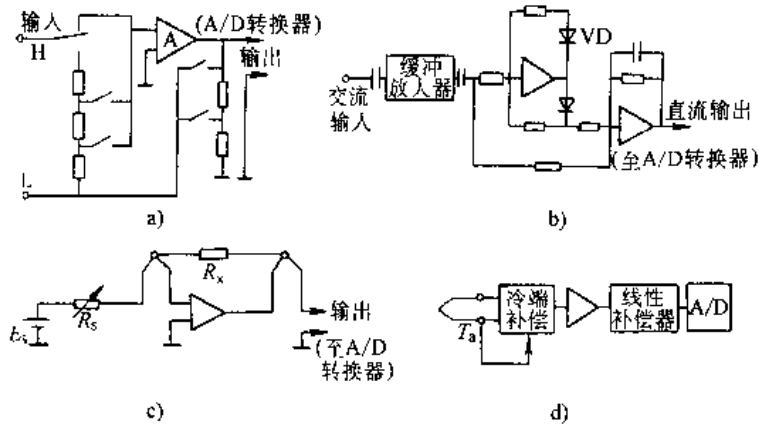 输入
H
A
(A/D转换器)
输出
L
a)
交流
输入
缓冲
放人器
VD
直流输出
(至A/D转换器)
b)
Rx
Rs
输出
(至A/D
转换器)
c)
Ta
冷端
补偿
线性
补偿器
A/D
d)